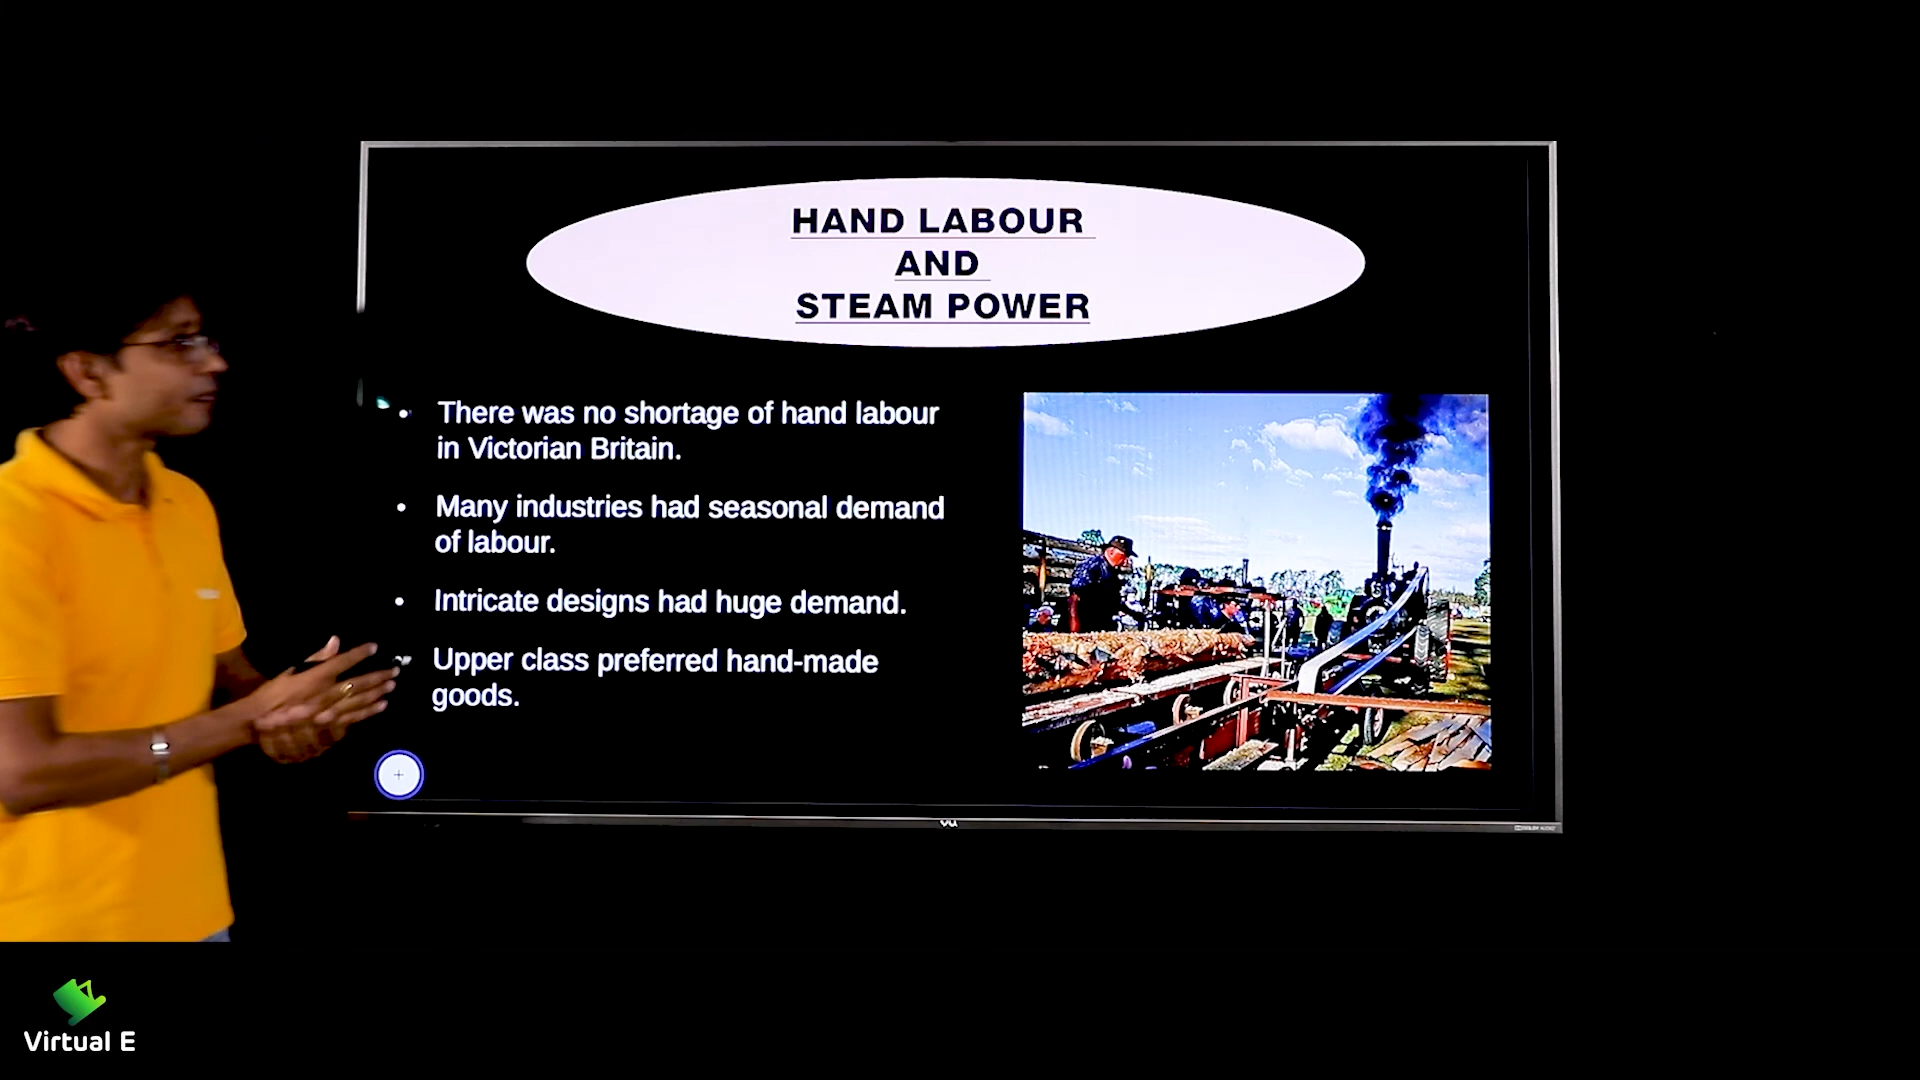 HAND LABOUR
AND
STEAM POWER
• There was no shortage of hand labour
in Victorian Britain.
• Many industries had seasonal demand
of labour.
• Intricate designs had huge demand.
Upper class preferred hand-made
goods.
VU
Virtual E